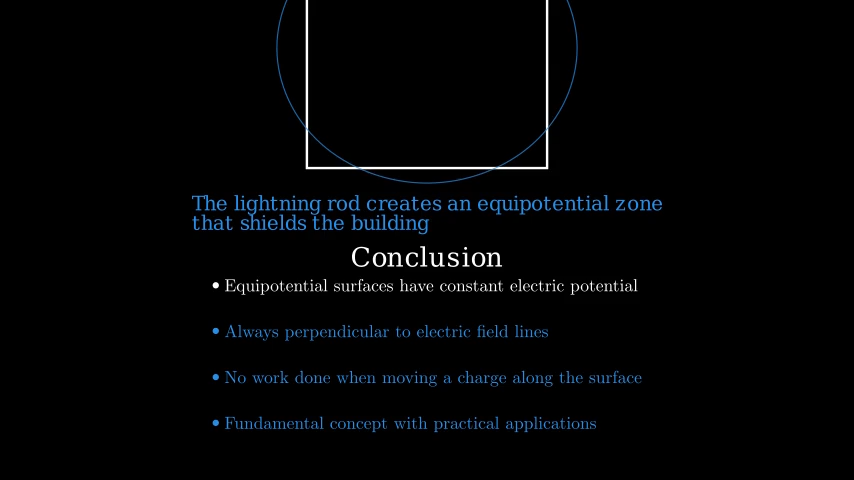 The lightning rod creates an equipotential zone
that shields the building
Conclusion
• Equipotential surfaces have constant electric potential
• Always perpendicular to electric field lines
• No work done when moving a charge along the surface
• Fundamental concept with practical applications